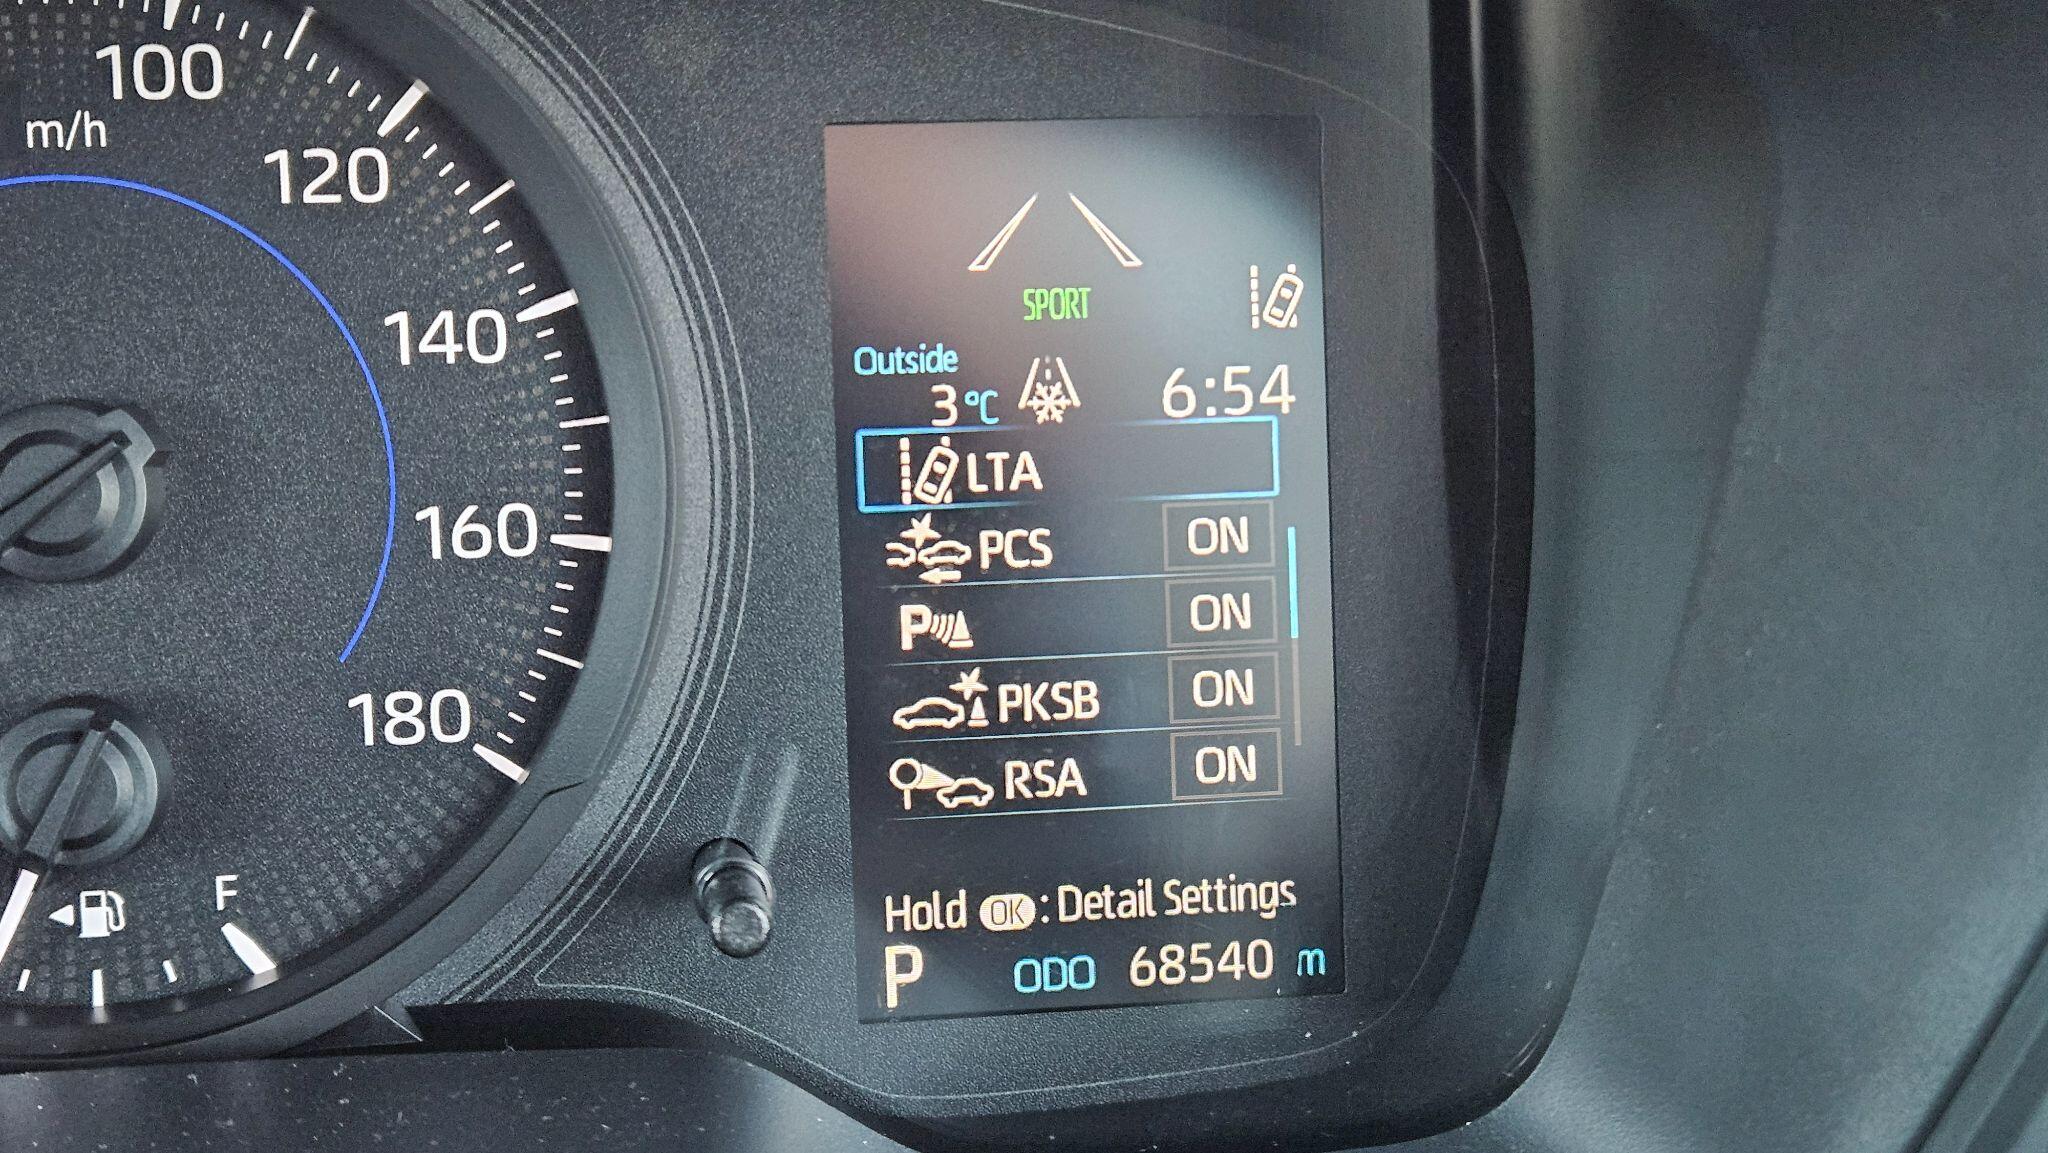 100
m/h
120
140
160
180
F
SPORT
Outside
3 °C 6:54
LTA
PCS ON
P ON
PKSB ON
RSA ON
Hold OK : Detail Settings
P ODO 68540 m